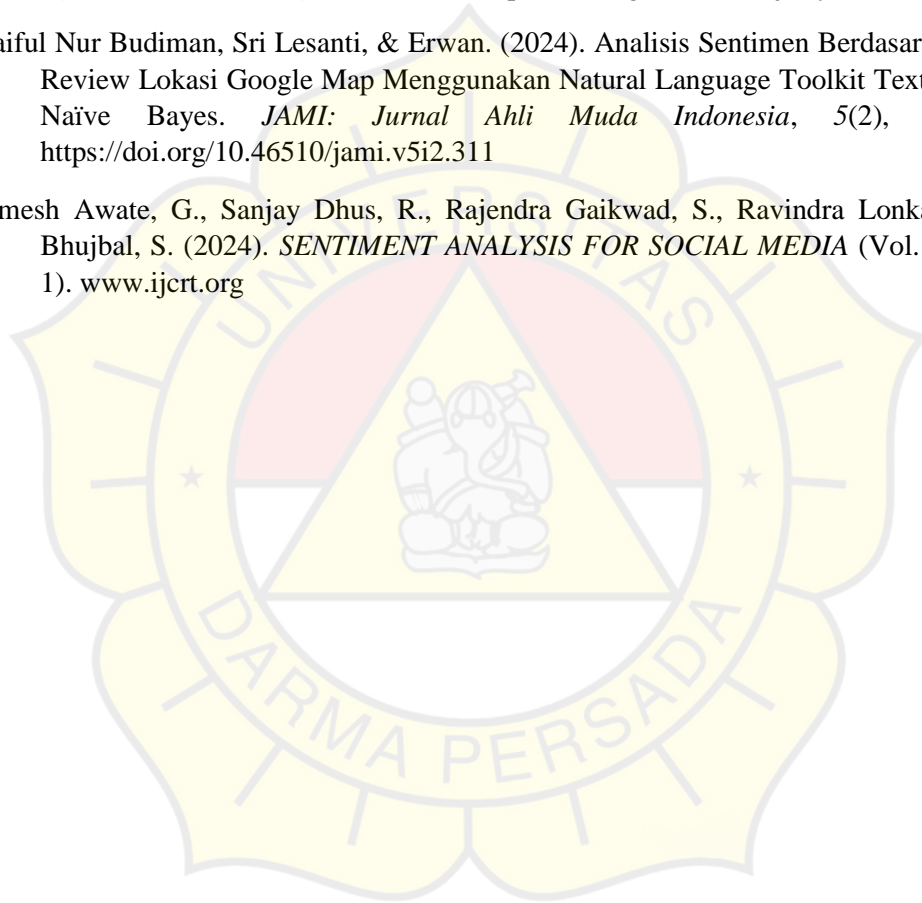 aiful Nur Budiman, Sri Lesanti, & Erwan. (2024). Analisis Sentimen Berdasar
Review Lokasi Google Map Menggunakan Natural Language Toolkit Text
Naïve Bayes. JAMI: Jurnal Ahli Muda Indonesia, 5(2),
https://doi.org/10.46510/jami.v5i2.311
mesh Awate, G., Sanjay Dhus, R., Rajendra Gaikwad, S., Ravindra Lonka
Bhujbal, S. (2024). SENTIMENT ANALYSIS FOR SOCIAL MEDIA (Vol.
1). www.ijcrt.org
UNIVERSITAS
DARMA PERSADA